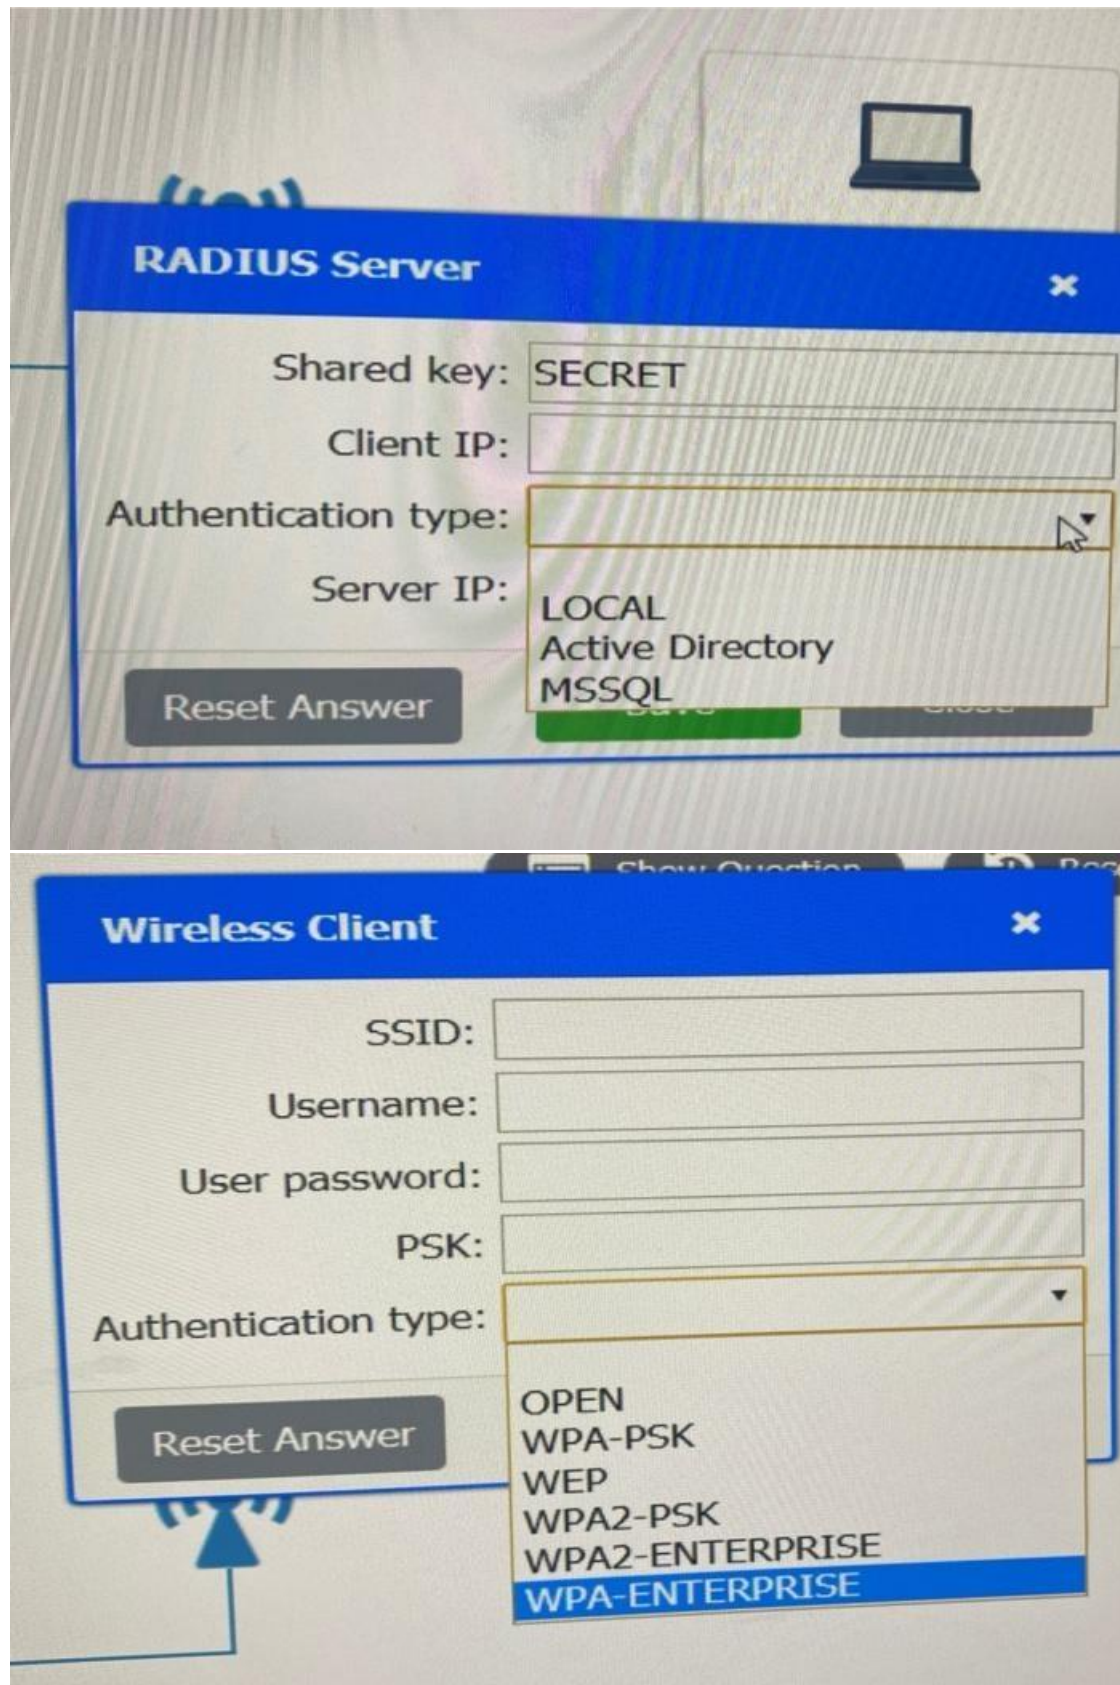 RADIUS Server
Shared key: SECRET
Client IP:
Authentication type:
Server IP:
LOCAL
Active Directory
MSSQL
Reset Answer
Wireless Client
SSID:
Username:
User password:
PSK:
Authentication type:
OPEN
WPA-PSK
WEP
WPA2-PSK
WPA2-ENTERPRISE
WPA-ENTERPRISE
Reset Answer